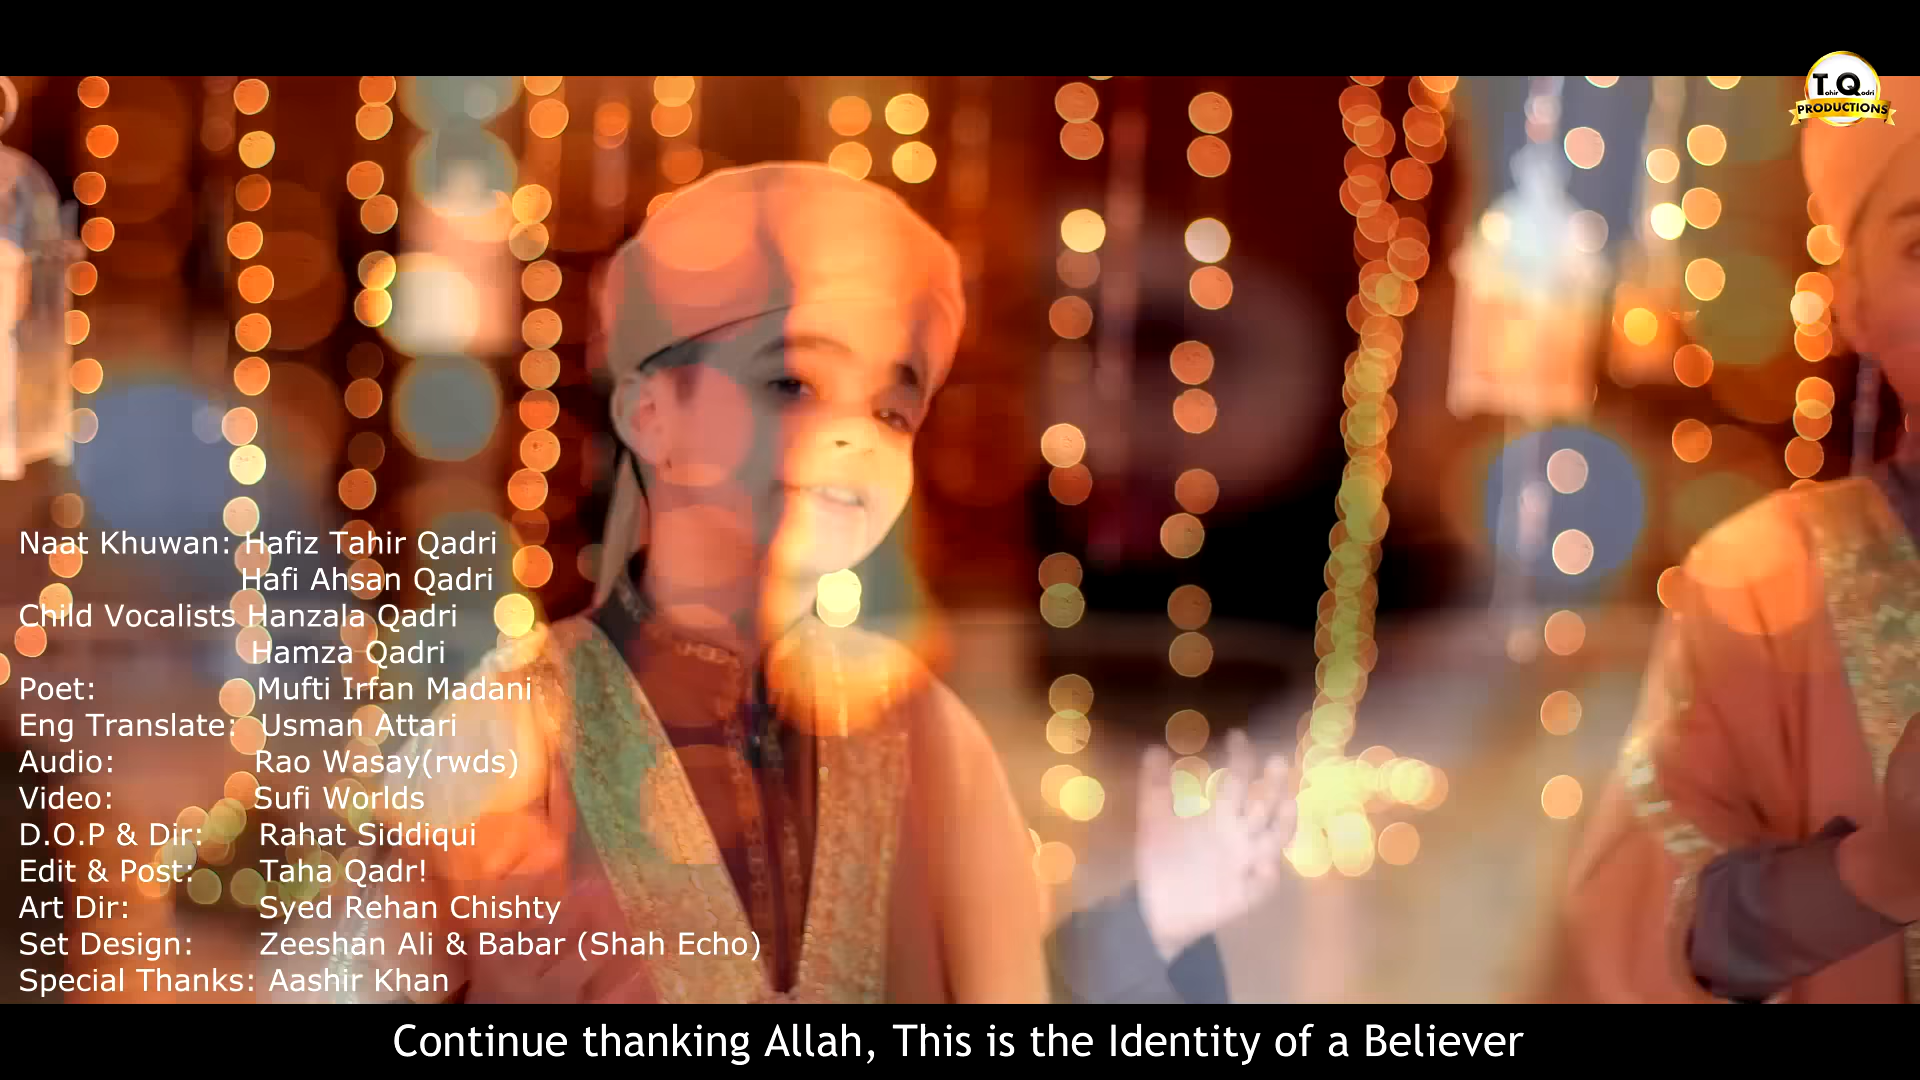 Tahir Qadri
PRODUCTIONS
Naat Khuwan: Hafiz Tahir Qadri
Hafi Ahsan Qadri
Child Vocalists Hanzala Qadri
Hamza Qadri
Poet: Mufti Irfan Madani
Eng Translate: Usman Attari
Audio: Rao Wasay(rwds)
Video: Sufi Worlds
D.O.P & Dir: Rahat Siddiqui
Edit & Post: Taha Qadr!
Art Dir: Syed Rehan Chishty
Set Design: Zeeshan Ali & Babar (Shah Echo)
Special Thanks: Aashir Khan
Continue thanking Allah, This is the Identity of a Believer